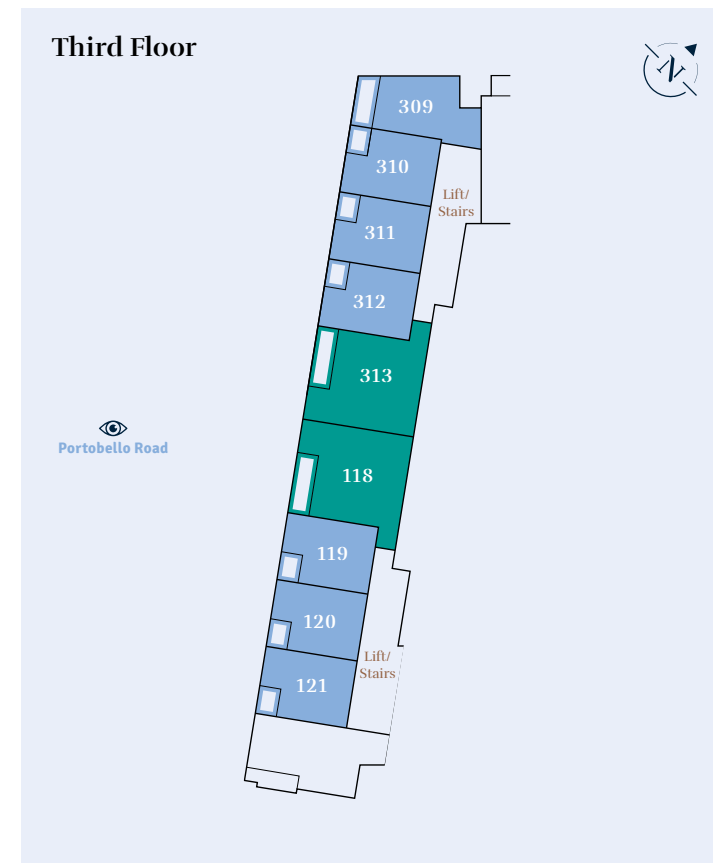 Third Floor
N
309
310
Lift/
Stairs
311
312
313
Portobello Road
118
119
120
Lift/
Stairs
121